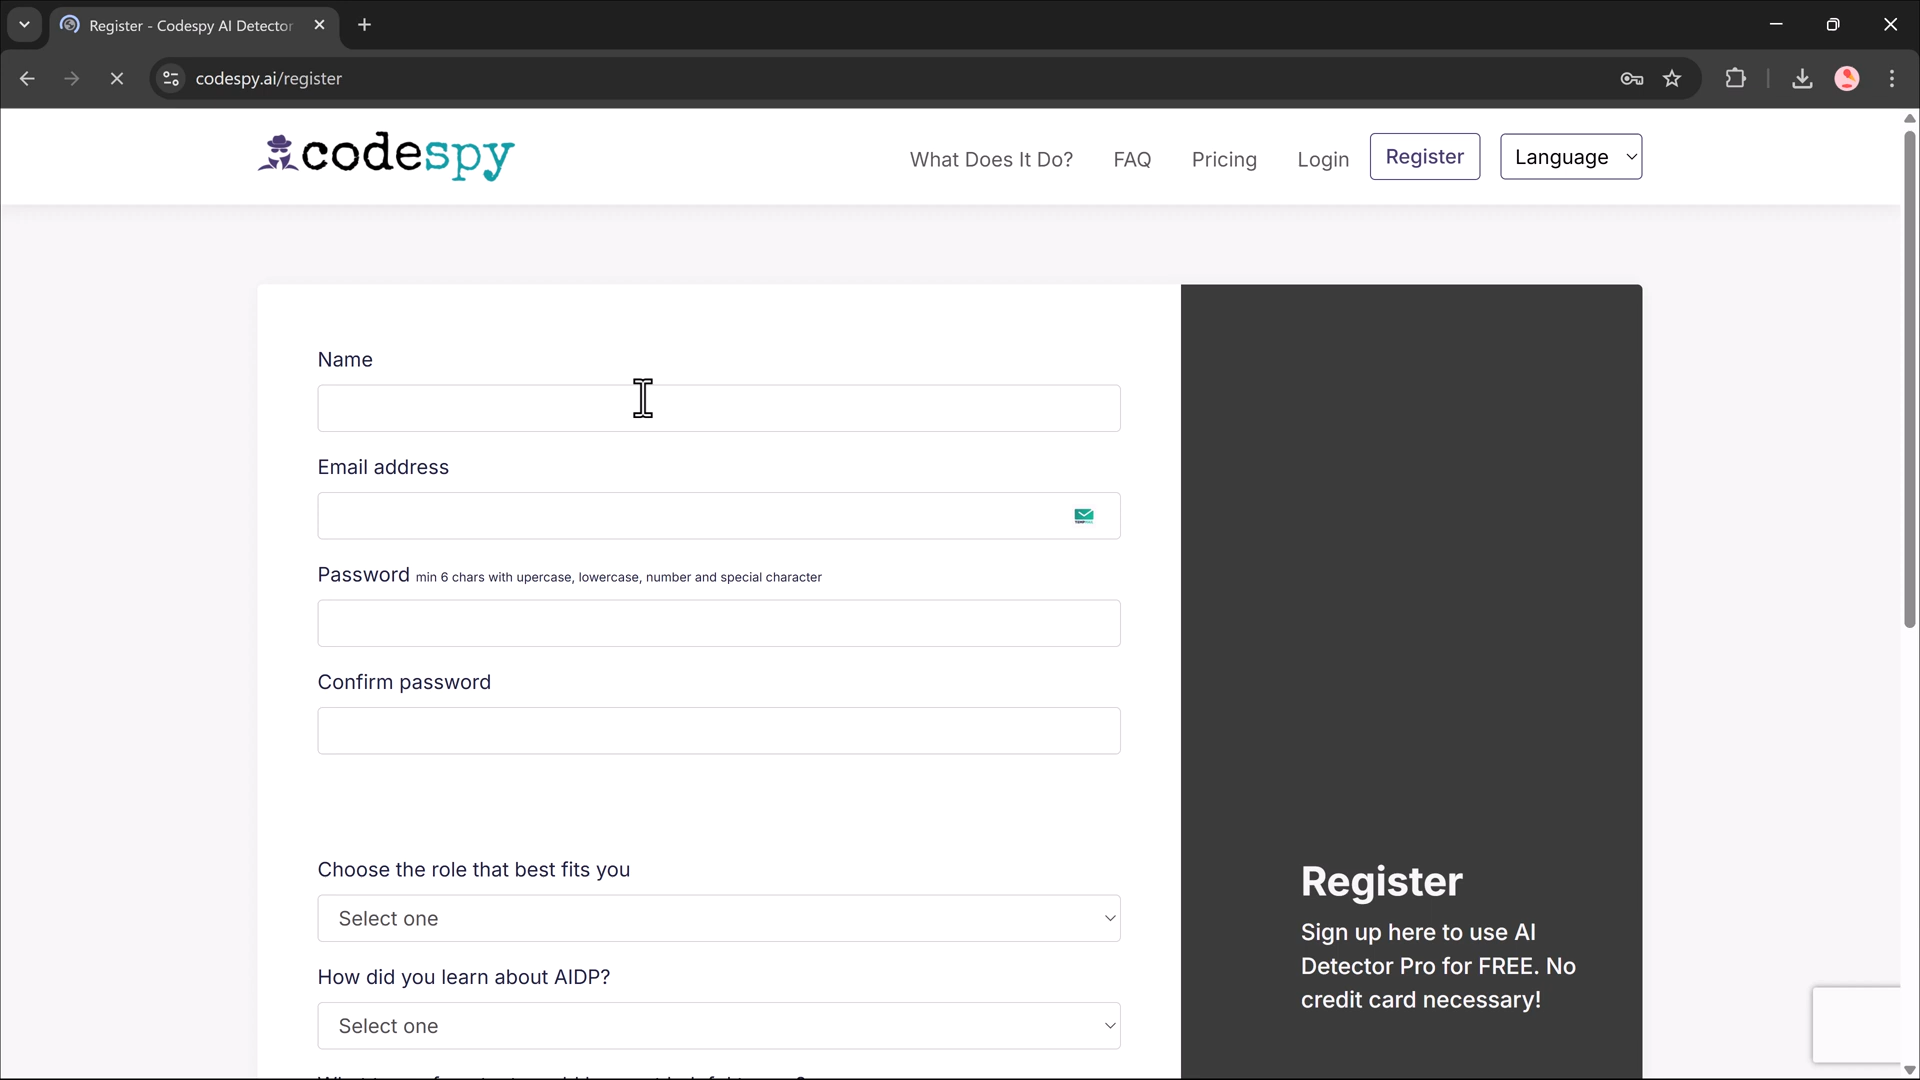 Register - Codespy AI Detector
codespy.ai/register
codespy
What Does It Do?
FAQ
Pricing
Login
Register
Language
Name
Email address
Password min 6 chars with upercase, lowercase, number and special character
Confirm password
Choose the role that best fits you
Select one
How did you learn about AIDP?
Select one
Register
Sign up here to use AI
Detector Pro for FREE. No
credit card necessary!